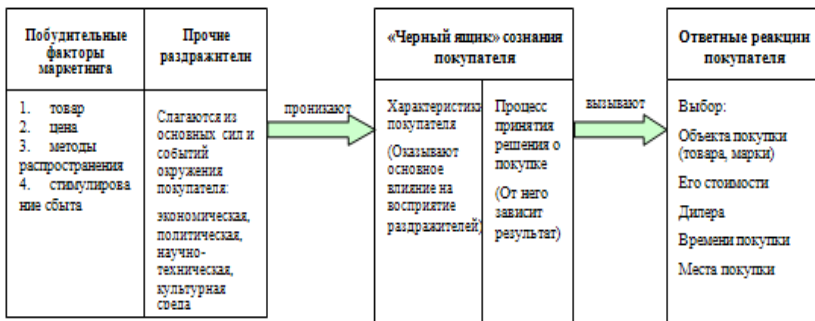 Побудительные
факторы
маркетинга
Прочие
раздражители
1. товар
2. цена
3. методы
распространения
4. стимулирова
ние сбыта
Слагаются из
основных сил и
событий
окружения
покупателя:
экономическая,
политическая,
научно-
техническая,
культурная
среда
проникают
«Черный ящик» сознания
покупателя
Характеристики
покупателя
(Оказывают
основное
влияние на
восприятие
раздражителей)
Процесс
принятия
решения о
покупке
(От него
зависит
результат)
вызывают
Ответные реакции
покупателя
Выбор:
Объекта покупки
(товара, марки)
Его стоимости
Дилера
Времени покупки
Места покупки